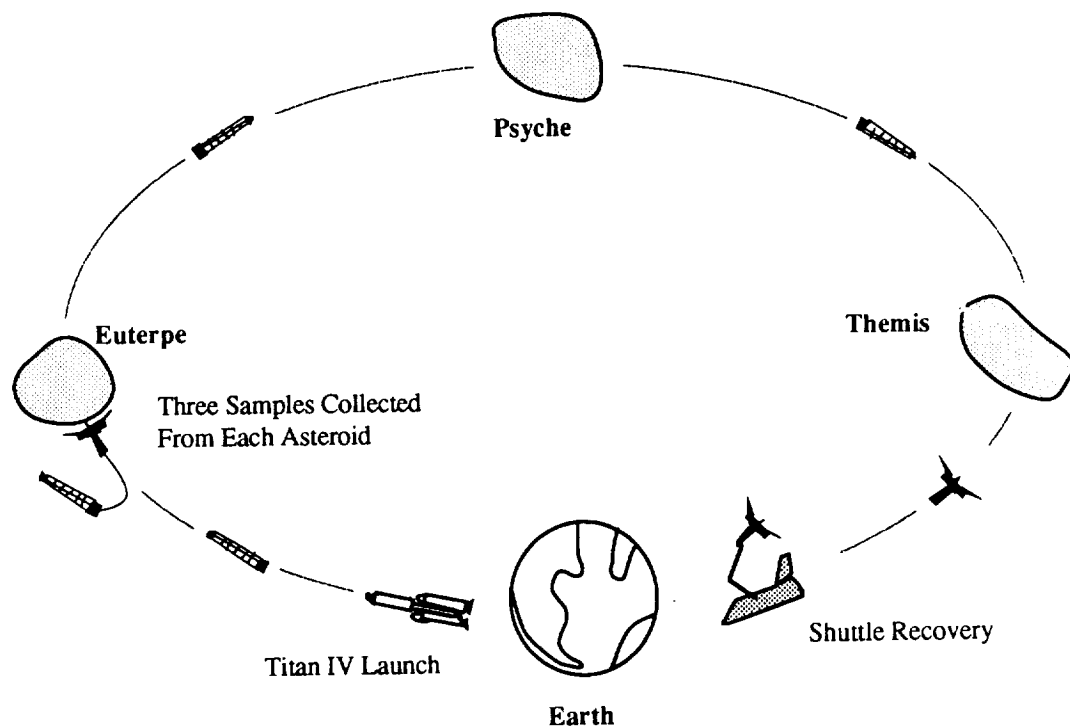 Psyche
Euterpe
Themis
Three Samples Collected
From Each Asteroid
Shuttle Recovery
Titan IV Launch
Earth